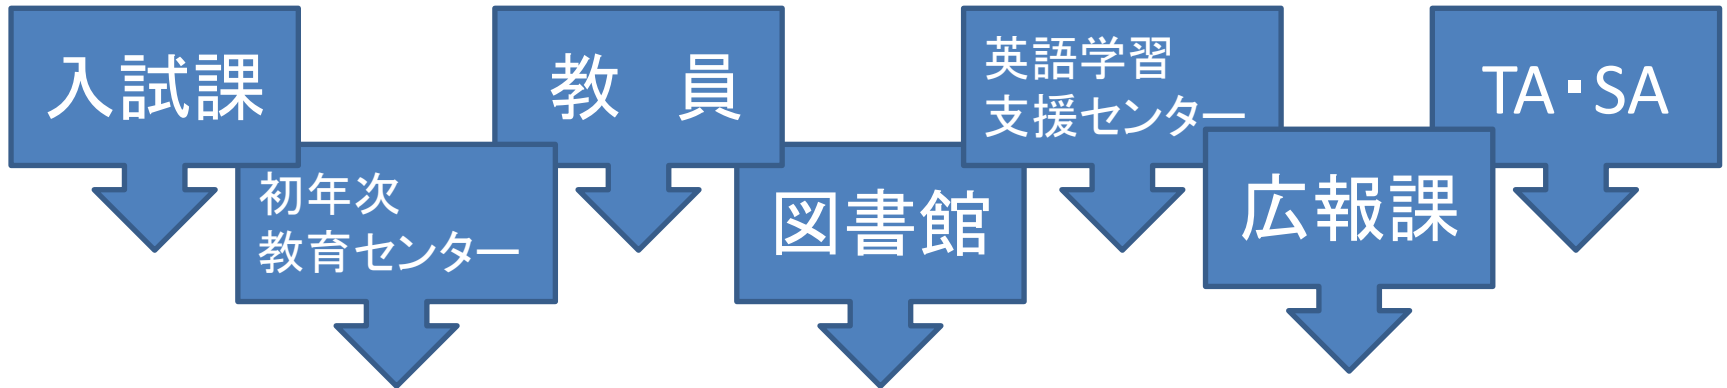 入試課
初年次
教育センター
教　員
図書館
英語学習
支援センター
広報課
TA・SA